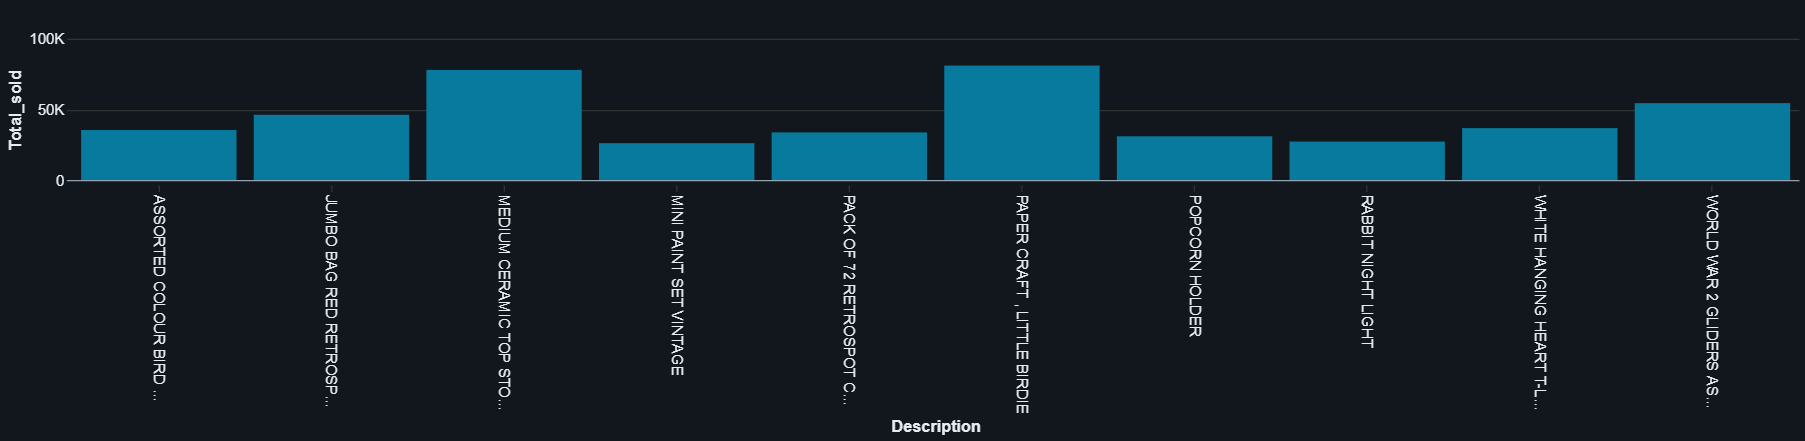 100K
50K
0
Total_sold
ASSORTED COLOUR BIRD ...
JUMBO BAG RED RETROSP...
MEDIUM CERAMIC TOP STO...
MINI PAINT SET VINTAGE
PACK OF 72 RETROSPOT C...
PAPER CRAFT , LITTLE BIRDIE
POPCORN HOLDER
RABBIT NIGHT LIGHT
WHITE HANGING HEART T-L...
WORLD WAR 2 GLIDERS AS...
Description